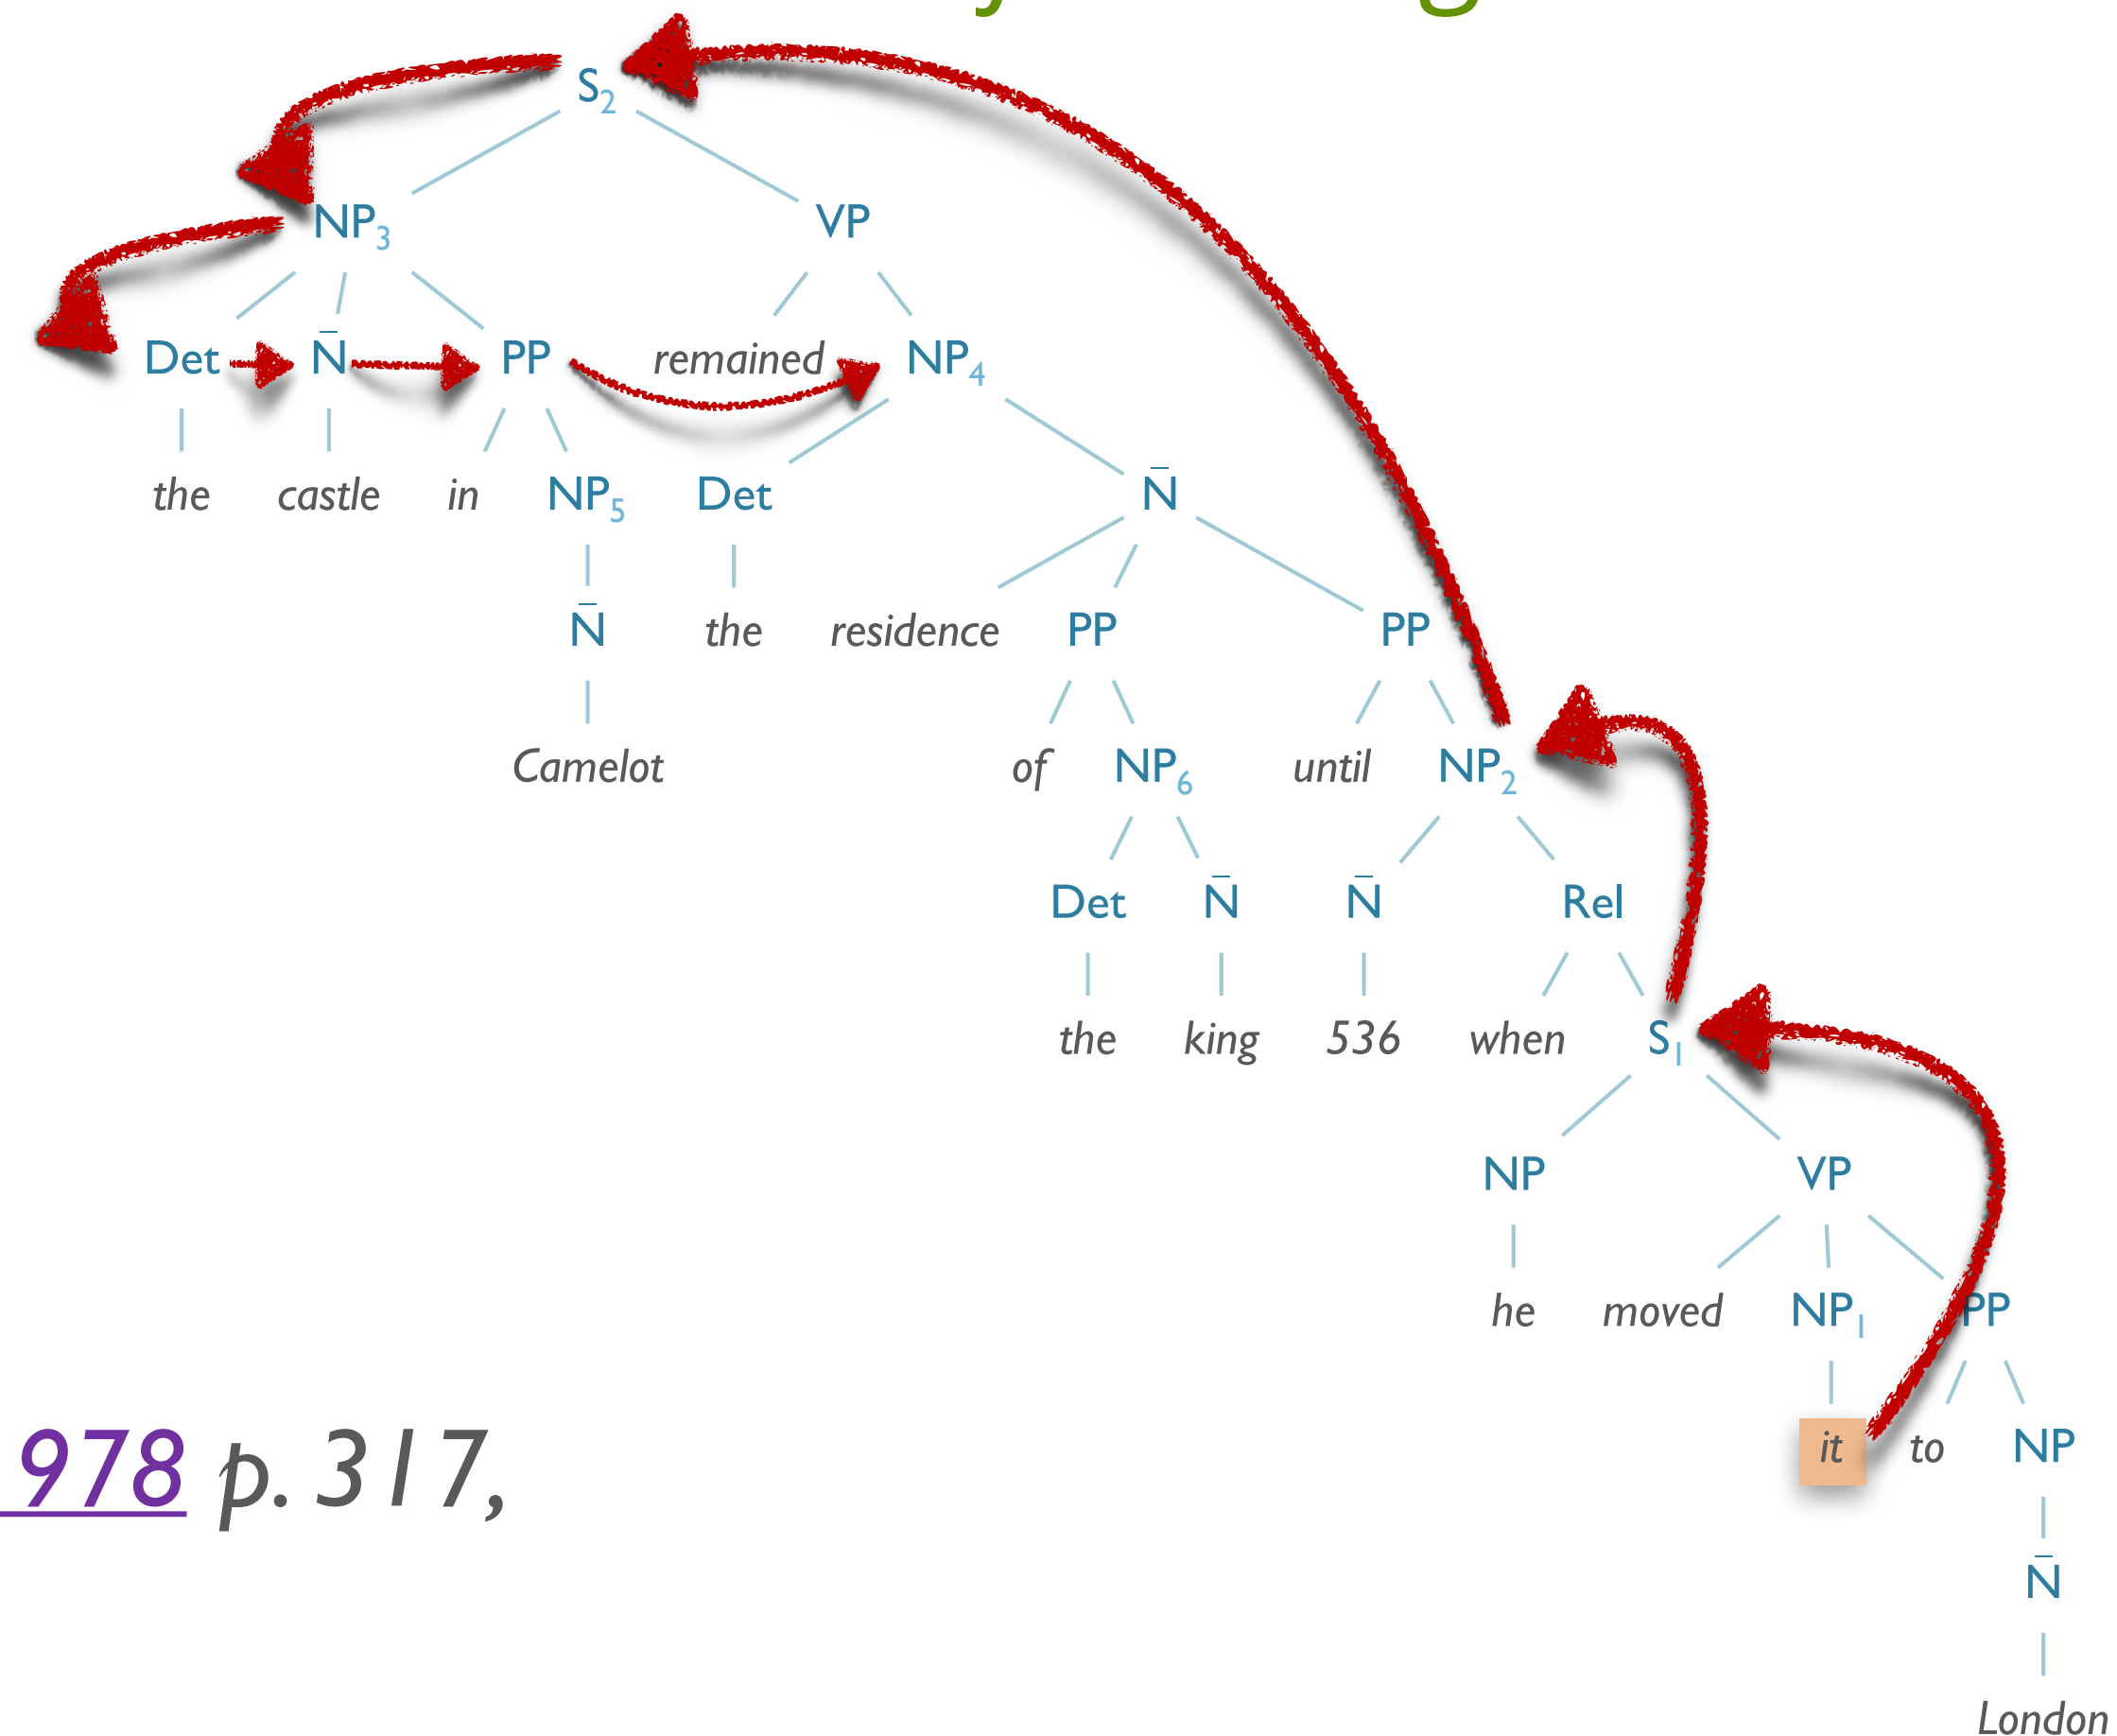 S2
NP3 VP
Det N̄ PP remained NP4
the castle in NP5 Det N̄
N̄ the residence PP PP
Camelot of NP6 until NP2
Det N̄ N̄ Rel
the king 536 when S1
NP VP
he moved NP1 PP
it to NP
978 p. 317,
N̄
London